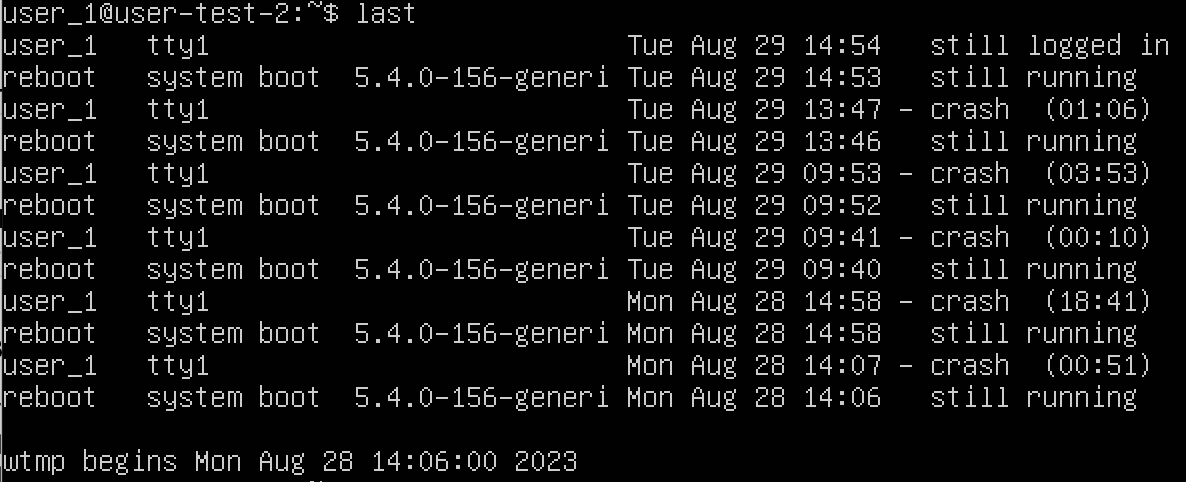 user_1@user-test-2:~$ last
user_1   tty1                          Tue Aug 29 14:54   still logged in
reboot   system boot  5.4.0-156-generi Tue Aug 29 14:53   still running
user_1   tty1                          Tue Aug 29 13:47 - crash  (01:06)
reboot   system boot  5.4.0-156-generi Tue Aug 29 13:46   still running
user_1   tty1                          Tue Aug 29 09:53 - crash  (03:53)
reboot   system boot  5.4.0-156-generi Tue Aug 29 09:52   still running
user_1   tty1                          Tue Aug 29 09:41 - crash  (00:10)
reboot   system boot  5.4.0-156-generi Tue Aug 29 09:40   still running
user_1   tty1                          Mon Aug 28 14:58 - crash  (18:41)
reboot   system boot  5.4.0-156-generi Mon Aug 28 14:58   still running
user_1   tty1                          Mon Aug 28 14:07 - crash  (00:51)
reboot   system boot  5.4.0-156-generi Mon Aug 28 14:06   still running
wtmp begins Mon Aug 28 14:06:00 2023